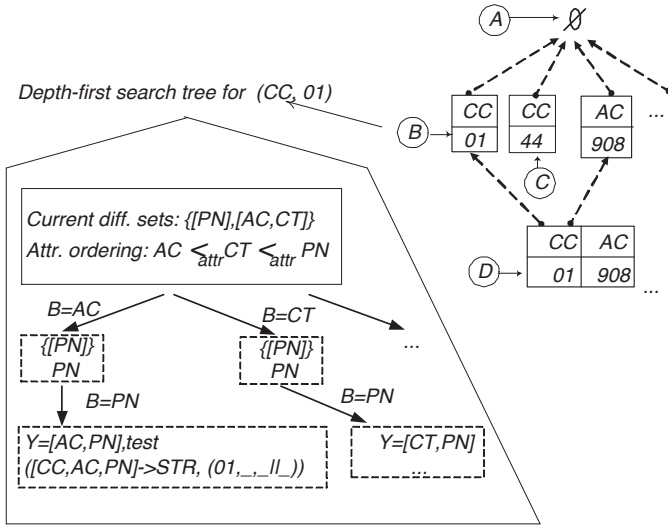 A
∅
Depth-first search tree for (CC, 01)
B
CC
01
CC
44
AC
908
...
C
D
CC AC
01 908
...
Current diff. sets: {[PN],[AC,CT]}
Attr. ordering: AC <attr CT <attr PN
B=AC
B=CT
{[PN]}
PN
{[PN]}
PN
...
B=PN
B=PN
Y=[AC,PN],test
([CC,AC,PN]->STR, (01,_,_||_))
Y=[CT,PN]
...